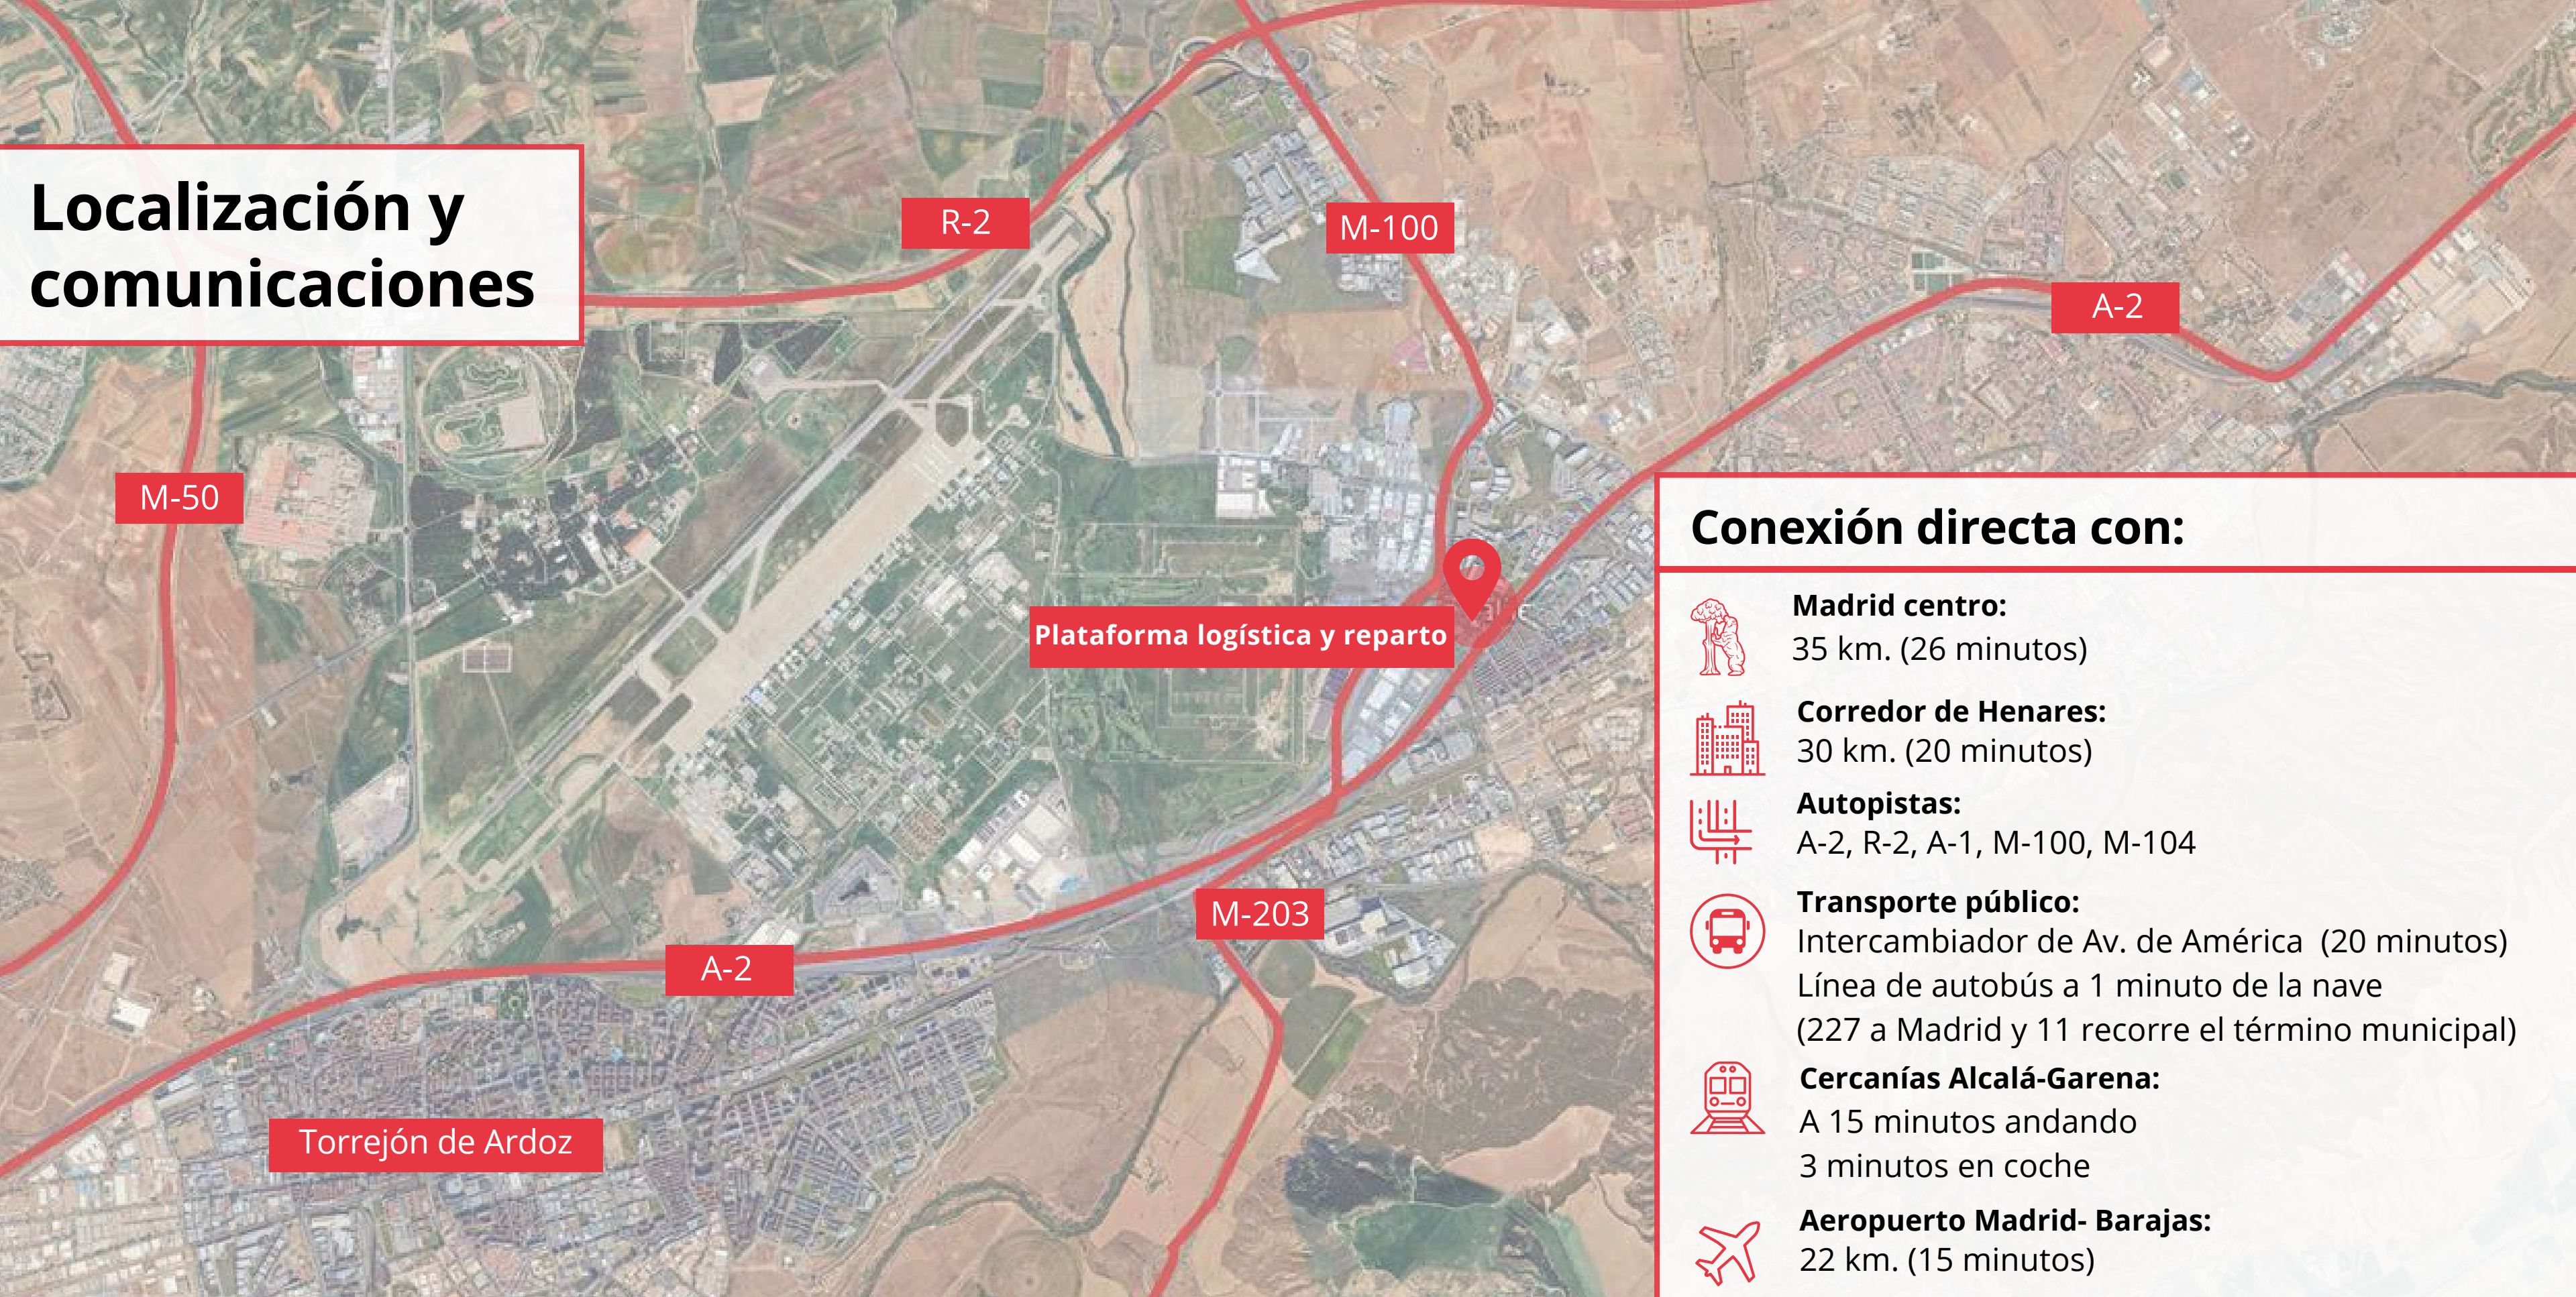 Localización y
comunicaciones
R-2
M-100
A-2
M-50
Plataforma logística y reparto
M-203
A-2
Torrejón de Ardoz
Conexión directa con:
Madrid centro:
35 km. (26 minutos)
Corredor de Henares:
30 km. (20 minutos)
Autopistas:
A-2, R-2, A-1, M-100, M-104
Transporte público:
Intercambiador de Av. de América (20 minutos)
Línea de autobús a 1 minuto de la nave
(227 a Madrid y 11 recorre el término municipal)
Cercanías Alcalá-Garena:
A 15 minutos andando
3 minutos en coche
Aeropuerto Madrid- Barajas:
22 km. (15 minutos)